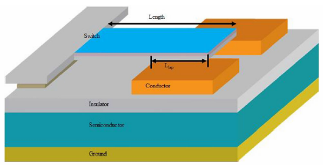 Length
Switch
Conductor
Insulator
Semiconductor
Ground